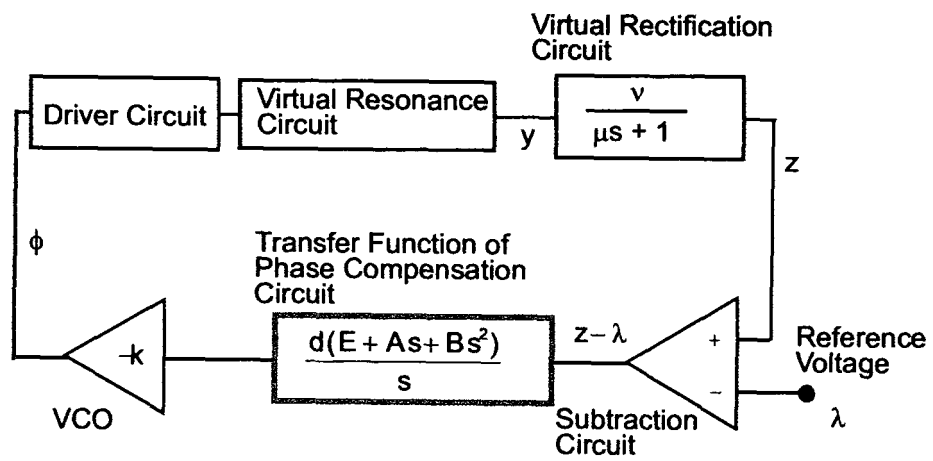 Virtual Rectification
Circuit
Driver Circuit
Virtual Resonance
Circuit
y
ν
μs + 1
z
ϕ
Transfer Function of
Phase Compensation
Circuit
-k
d(E + As + Bs²)
s
z-λ
+
-
Reference
Voltage
λ
VCO
Subtraction
Circuit